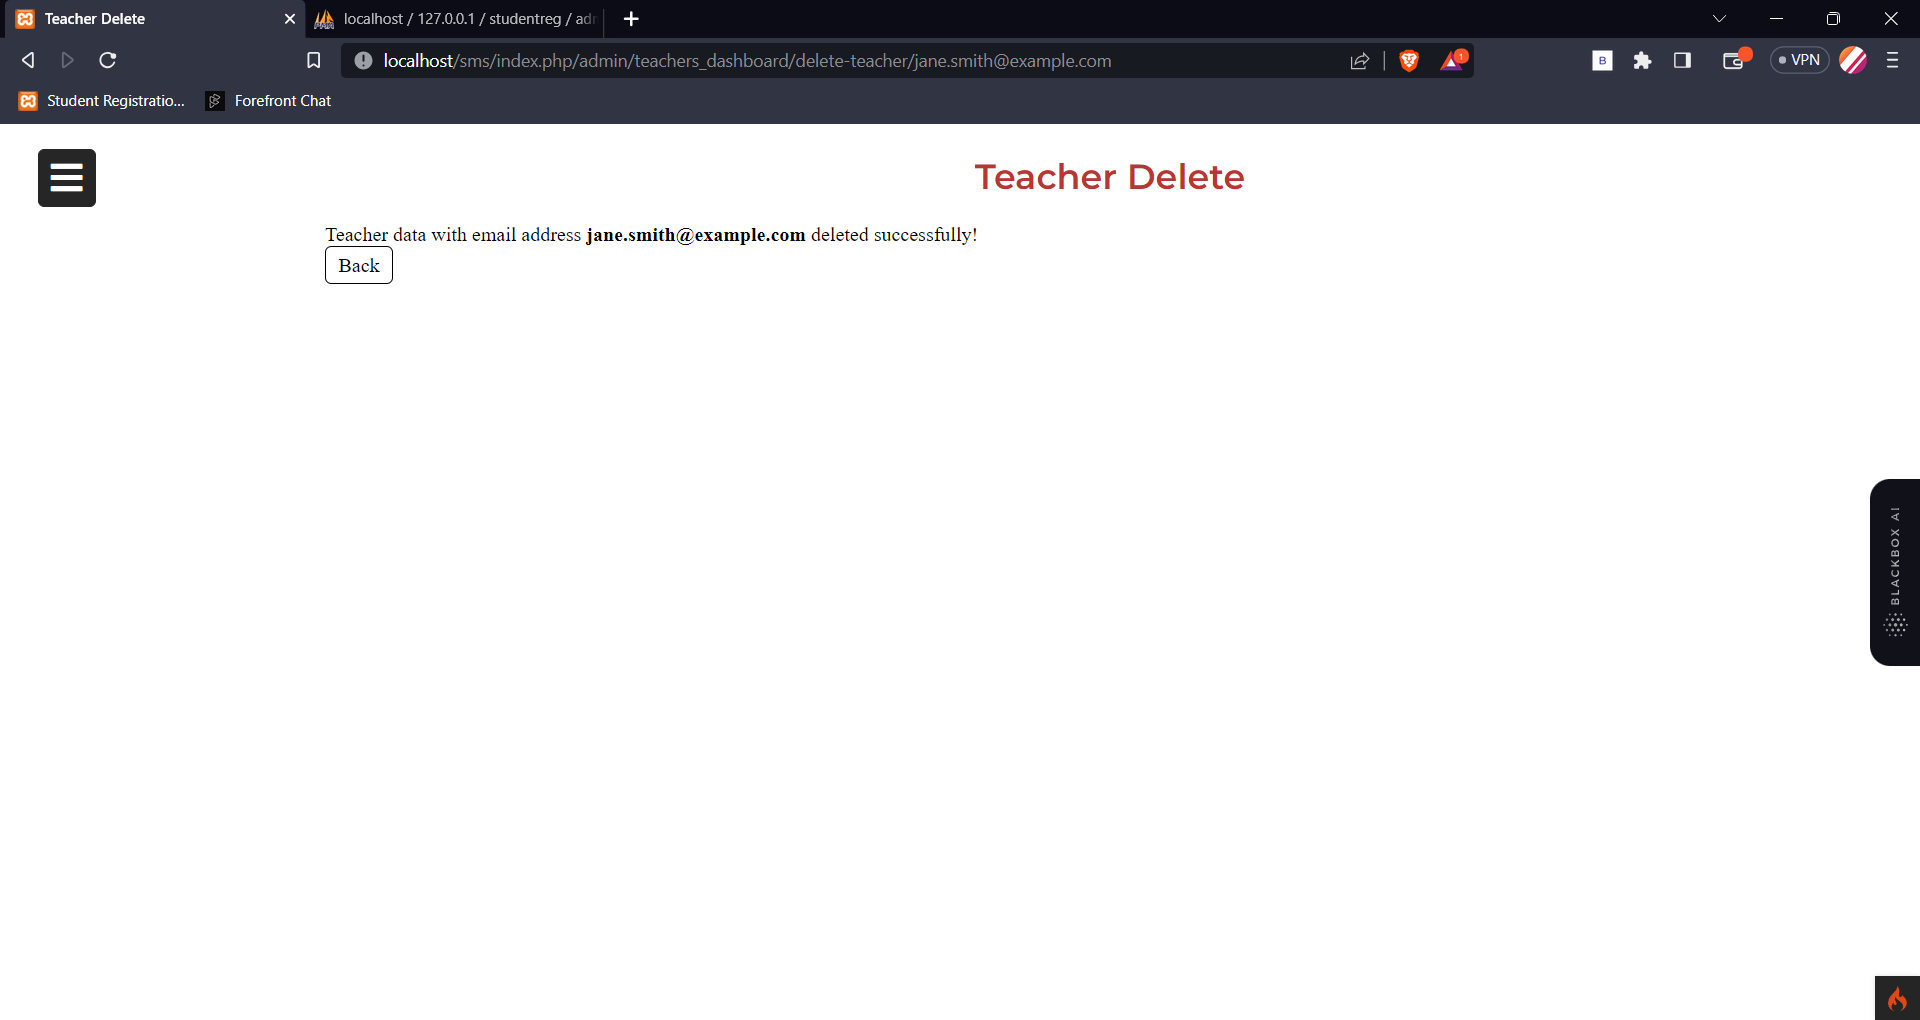 Teacher Delete
localhost / 127.0.0.1 / studentreg / adr
localhost/sms/index.php/admin/teachers_dashboard/delete-teacher/jane.smith@example.com
1
B
VPN
Student Registratio...
Forefront Chat
Teacher Delete
Teacher data with email address jane.smith@example.com deleted successfully!
Back
BLACKBOX AI